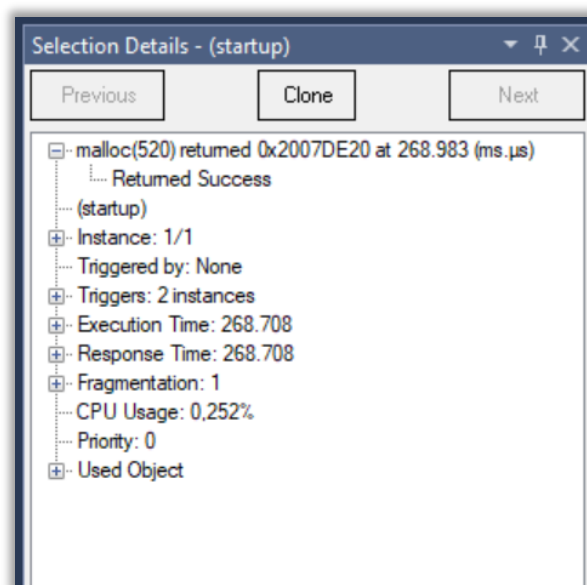 Selection Details - (startup)
Previous
Clone
Next
malloc(520) returned 0x2007DE20 at 268.983 (ms.µs)
Returned Success
(startup)
Instance: 1/1
Triggered by: None
Triggers: 2 instances
Execution Time: 268.708
Response Time: 268.708
Fragmentation: 1
CPU Usage: 0,252%
Priority: 0
Used Object